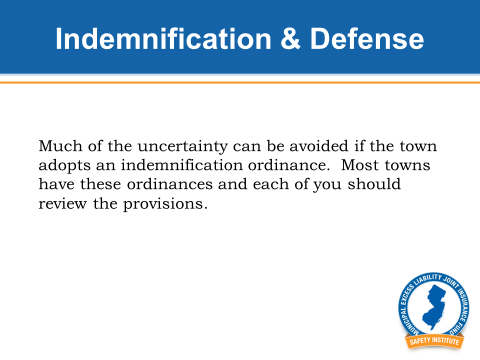 Indemnification & Defense
Much of the uncertainty can be avoided if the town
adopts an indemnification ordinance.  Most towns
have these ordinances and each of you should
review the provisions.
MUNICIPAL EXCESS LIABILITY JOINT INSURANCE FUND
SAFETY INSTITUTE